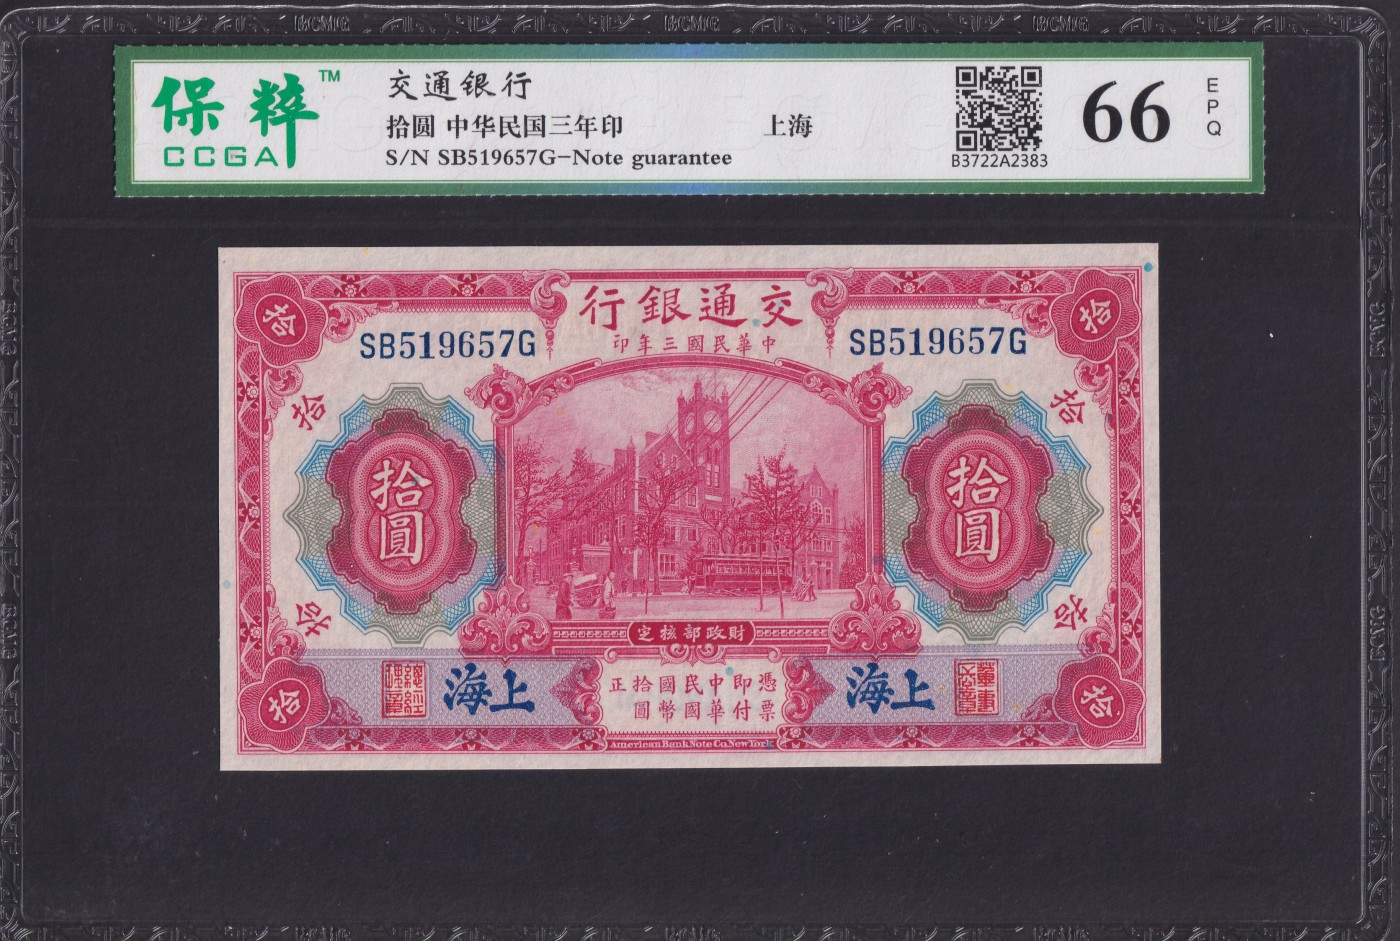 保粹™
CCGA
交通银行
拾圆 中华民国三年印 上海
S/N SB519657G-Note guarantee
B3722A2383
66
EPQ
BCMG
拾
拾
行銀通交
印年三國民華中
SB519657G
SB519657G
拾
拾
拾圓
拾圓
拾
拾
定核部政財
上海
上海
憑票即付中華民國國幣拾圓正
拾
拾
American Bank Note Co. New York